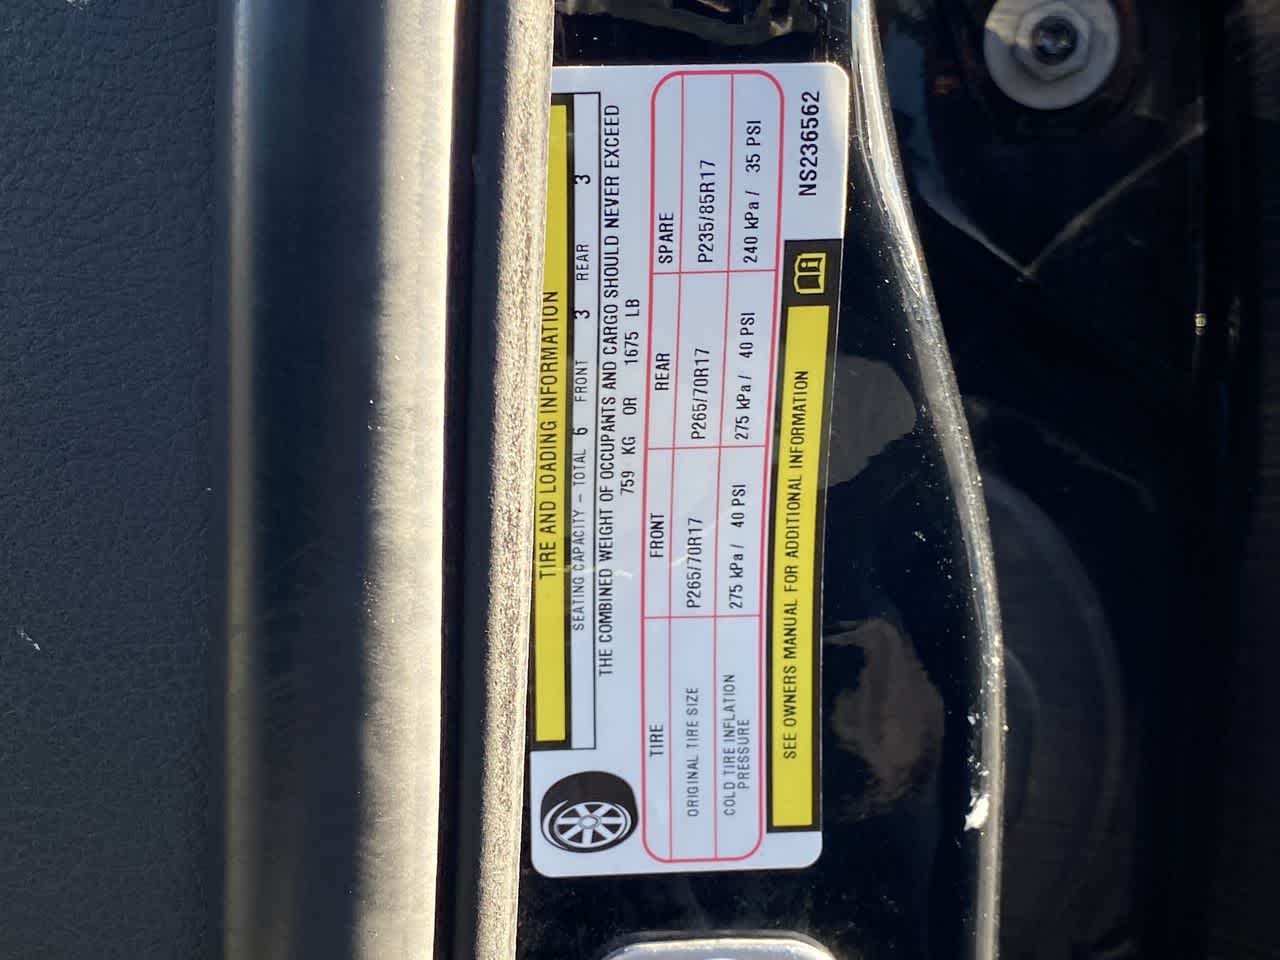 TIRE AND LOADING INFORMATION
SEATING CAPACITY – TOTAL 6 FRONT 3 REAR 3
THE COMBINED WEIGHT OF OCCUPANTS AND CARGO SHOULD NEVER EXCEED
759 KG OR 1675 LB
TIRE FRONT REAR SPARE
ORIGINAL TIRE SIZE P265/70R17 P265/70R17 P235/85R17
COLD TIRE INFLATION PRESSURE 275 kPa / 40 PSI 275 kPa / 40 PSI 240 kPa / 35 PSI
SEE OWNERS MANUAL FOR ADDITIONAL INFORMATION
NS236562